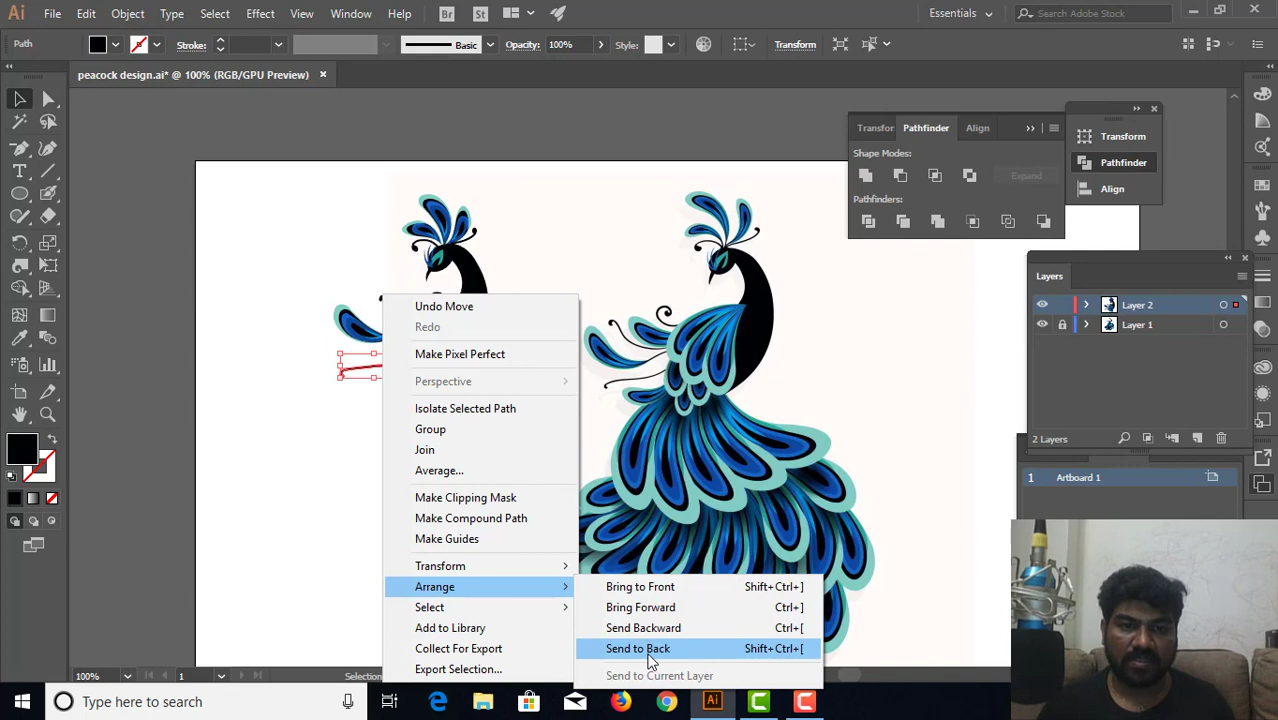 Ai File Edit Object Type Select Effect View Window Help Br St Essentials Search Adobe Stock
Path Stroke: Basic Opacity: 100% Style: Transform
peacock design.ai* @ 100% (RGB/GPU Preview)
Transfor Pathfinder Align
Shape Modes:
Expand
Pathfinders:
Transform
Pathfinder
Align
Layers
Layer 2
Layer 1
2 Layers
1 Artboard 1
Undo Move
Redo
Make Pixel Perfect
Perspective
Isolate Selected Path
Group
Join
Average...
Make Clipping Mask
Make Compound Path
Make Guides
Transform
Arrange
Select
Add to Library
Collect For Export
Export Selection...
Bring to Front Shift+Ctrl+]
Bring Forward Ctrl+]
Send Backward Ctrl+[
Send to Back Shift+Ctrl+[
Send to Current Layer
100% 1
Type here to search
Ai